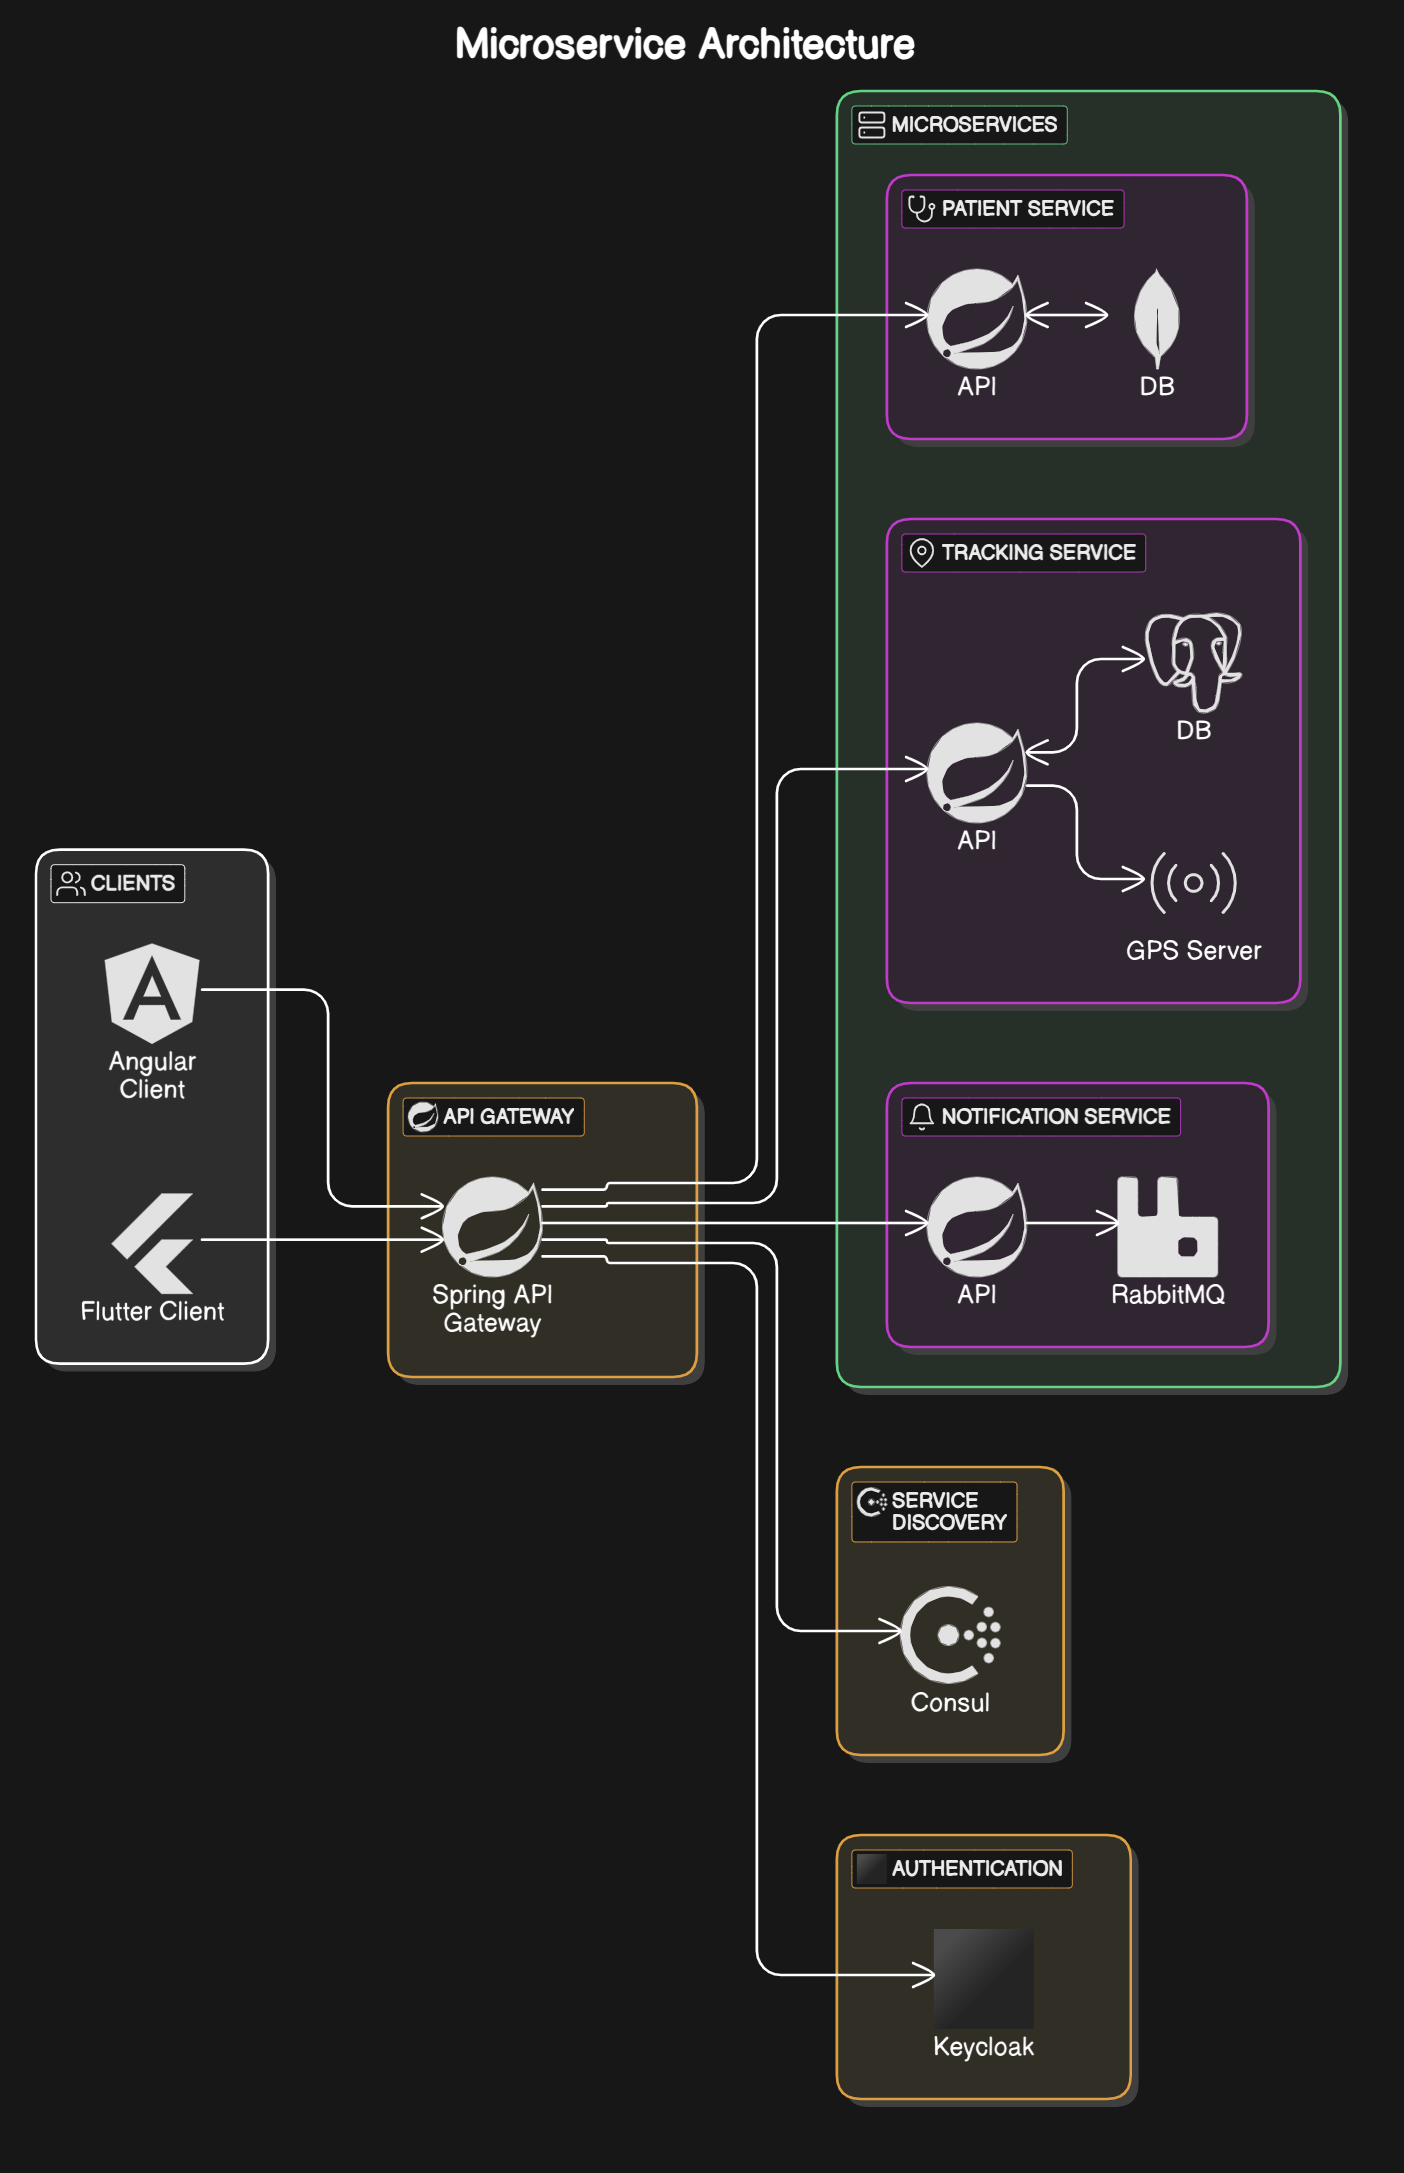 Microservice Architecture
MICROSERVICES
PATIENT SERVICE
API
DB
TRACKING SERVICE
DB
API
GPS Server
CLIENTS
Angular
Client
Flutter Client
API GATEWAY
Spring API
Gateway
NOTIFICATION SERVICE
API
RabbitMQ
SERVICE
DISCOVERY
Consul
AUTHENTICATION
Keycloak